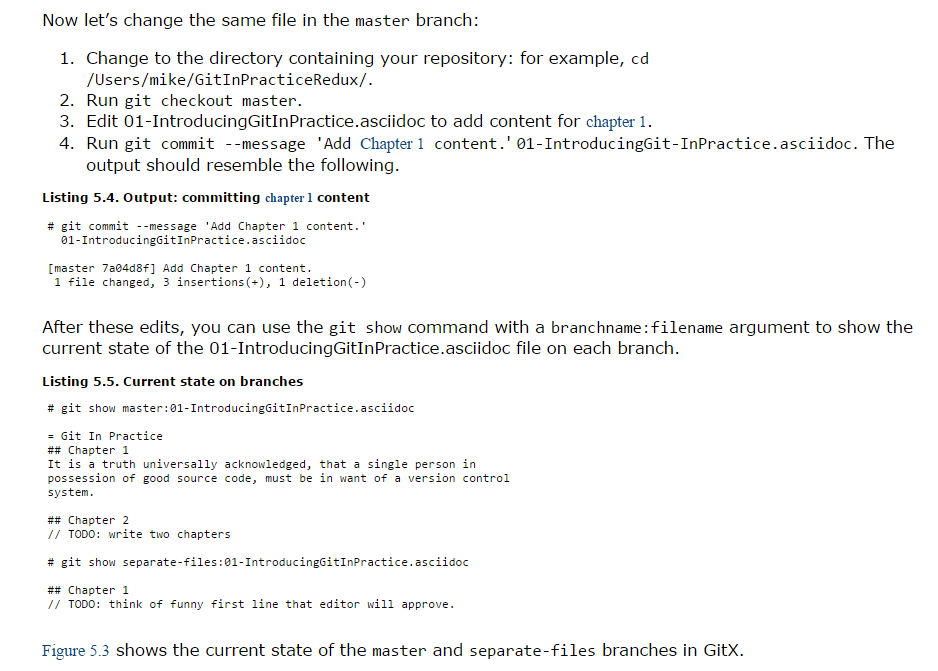 Now let’s change the same file in the master branch:
1. Change to the directory containing your repository: for example, cd
/Users/mike/GitInPracticeRedux/.
2. Run git checkout master.
3. Edit 01-IntroducingGitInPractice.asciidoc to add content for chapter 1.
4. Run git commit --message 'Add Chapter 1 content.' 01-IntroducingGit-InPractice.asciidoc. The
output should resemble the following.
Listing 5.4. Output: committing chapter 1 content
# git commit --message 'Add Chapter 1 content.'
01-IntroducingGitInPractice.asciidoc
[master 7a04d8f] Add Chapter 1 content.
1 file changed, 3 insertions(+), 1 deletion(-)
After these edits, you can use the git show command with a branchname:filename argument to show the
current state of the 01-IntroducingGitInPractice.asciidoc file on each branch.
Listing 5.5. Current state on branches
# git show master:01-IntroducingGitInPractice.asciidoc
= Git In Practice
## Chapter 1
It is a truth universally acknowledged, that a single person in
possession of good source code, must be in want of a version control
system.
## Chapter 2
// TODO: write two chapters
# git show separate-files:01-IntroducingGitInPractice.asciidoc
## Chapter 1
// TODO: think of funny first line that editor will approve.
Figure 5.3 shows the current state of the master and separate-files branches in GitX.